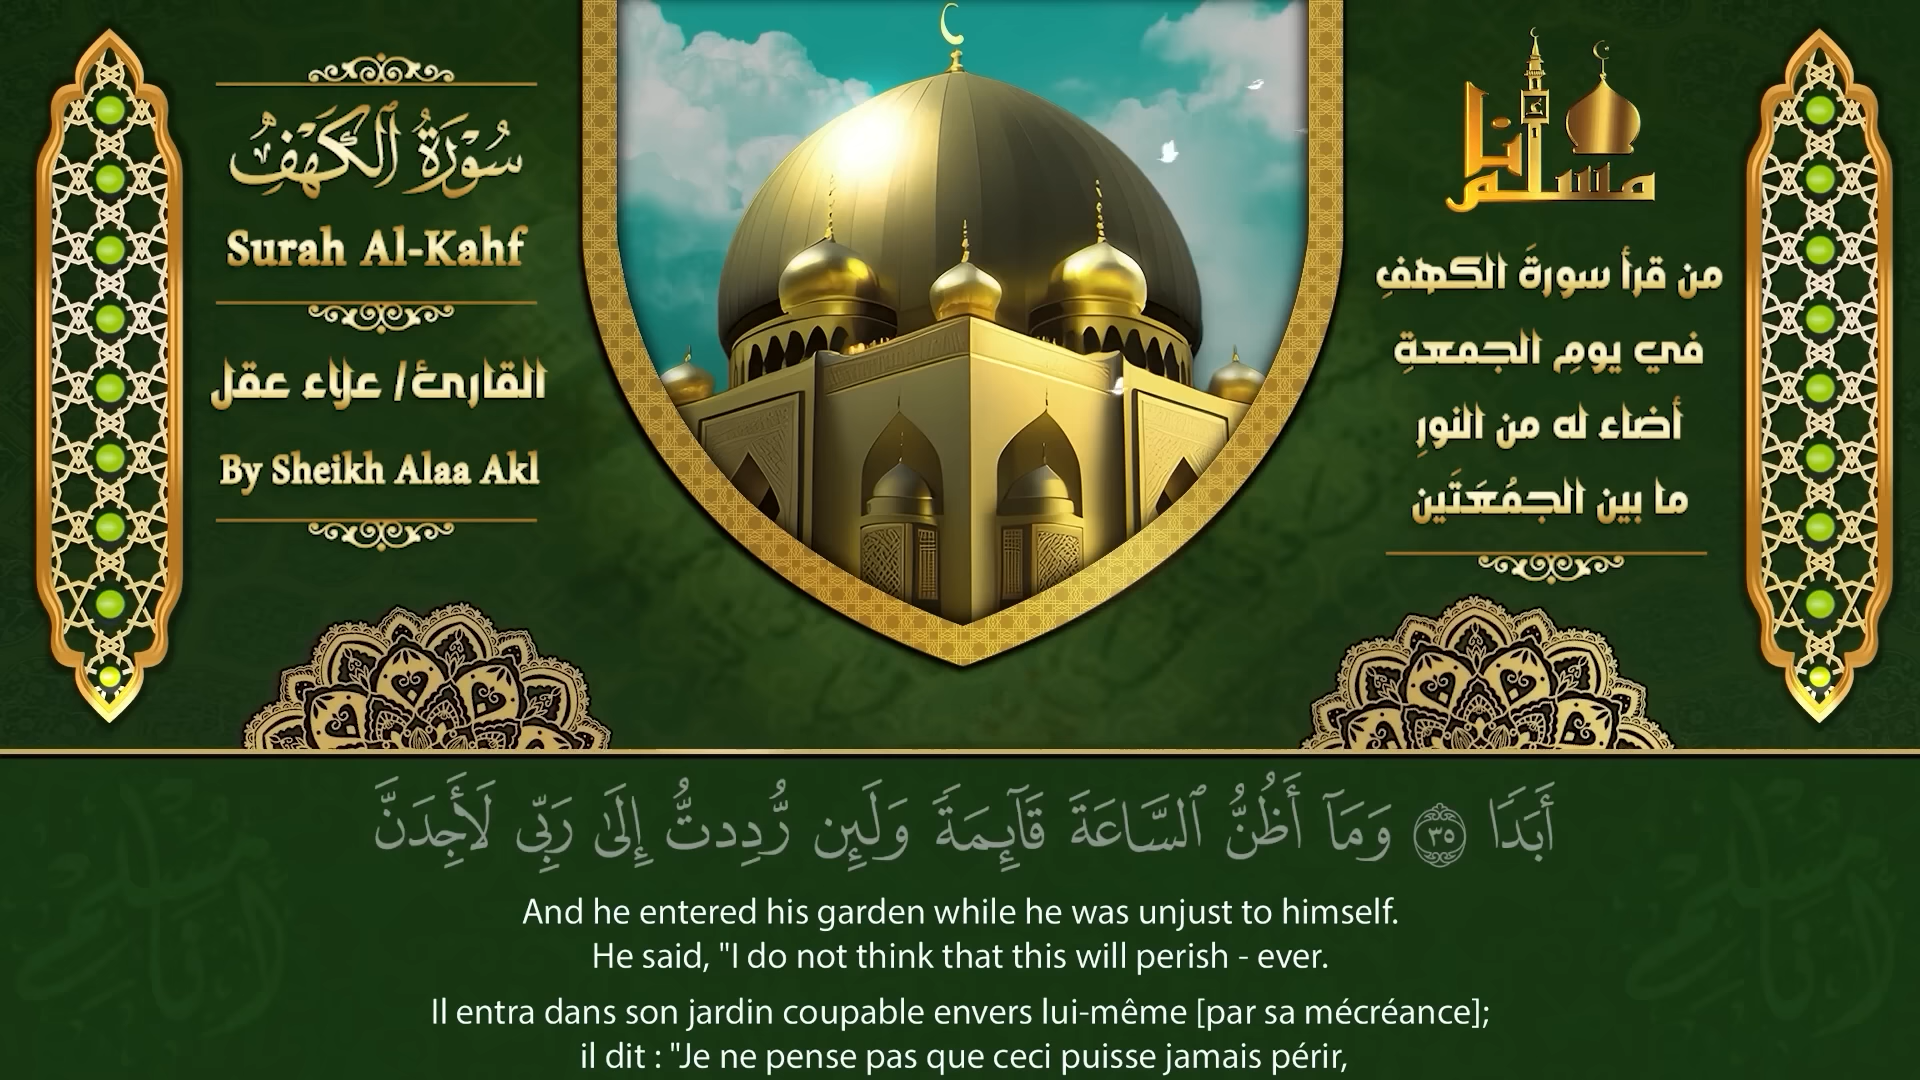 سُورَةُ ٱلْكَهْفِ
Surah Al-Kahf
القارئ/ علاء عقل
By Sheikh Alaa Akl
أنا مسلم
من قرأ سورةَ الكهفِ
في يومِ الجمعةِ
أضاء له من النورِ
ما بين الجمُعَتَين
أَبَدًا ٣٥ وَمَآ أَظُنُّ ٱلسَّاعَةَ قَآئِمَةً وَلَئِن رُّدِدتُّ إِلَىٰ رَبِّي لَأَجِدَنَّ
And he entered his garden while he was unjust to himself.
He said, "I do not think that this will perish - ever.
Il entra dans son jardin coupable envers lui-même [par sa mécréance];
il dit : "Je ne pense pas que ceci puisse jamais périr,